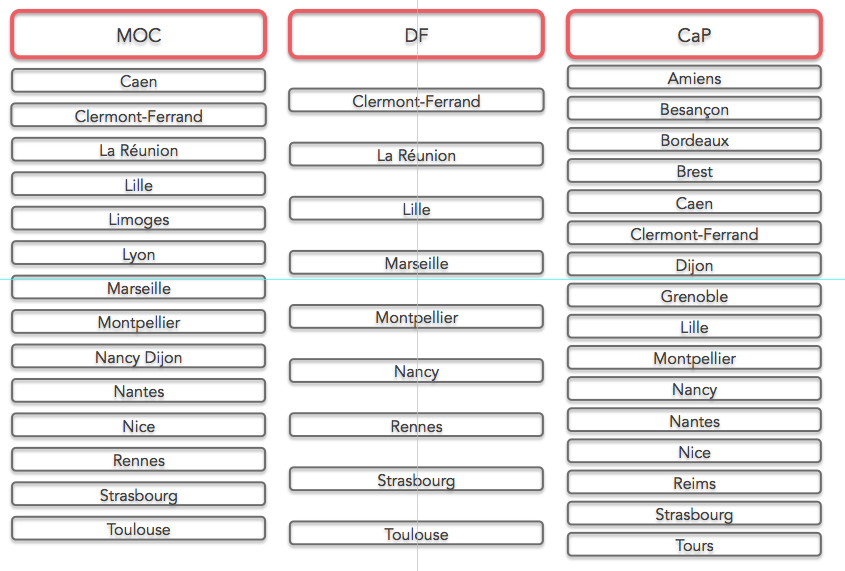 MOC
Caen
Clermont-Ferrand
La Réunion
Lille
Limoges
Lyon
Marseille
Montpellier
Nancy Dijon
Nantes
Nice
Rennes
Strasbourg
Toulouse
DF
Clermont-Ferrand
La Réunion
Lille
Marseille
Montpellier
Nancy
Rennes
Strasbourg
Toulouse
CaP
Amiens
Besançon
Bordeaux
Brest
Caen
Clermont-Ferrand
Dijon
Grenoble
Lille
Montpellier
Nancy
Nantes
Nice
Reims
Strasbourg
Tours